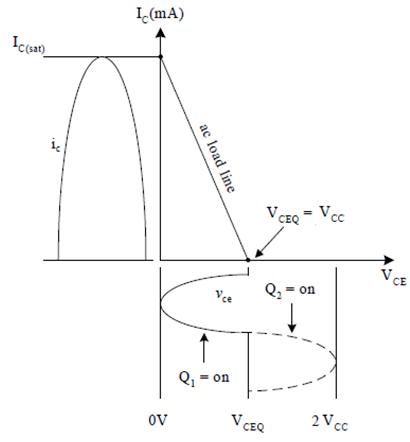 I_C(mA)
I_C(sat)
i_c
ac load line
V_CEQ = V_CC
V_CE
v_ce
Q_2 = on
Q_1 = on
0V
V_CEQ
2 V_CC